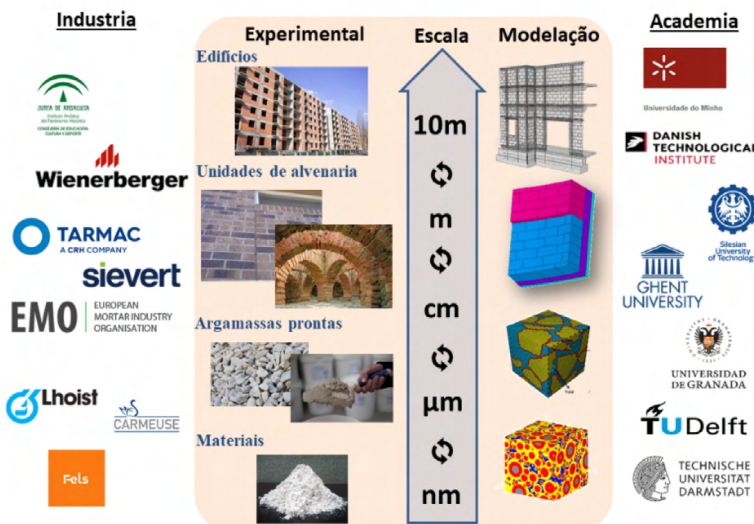 Industria
JUNTA DE ANDALUCIA
Instituto Andaluz
del Patrimonio Histórico
CONSEJERÍA DE EDUCACIÓN,
CULTURA Y DEPORTE
Wienerberger
TARMAC
A CRH COMPANY
sievert
EMO
EUROPEAN
MORTAR INDUSTRY
ORGANISATION
Lhoist
CARMEUSE
Fels
Experimental
Escala
Modelação
Edifícios
Unidades de alvenaria
Argamassas prontas
Materiais
10m
m
cm
µm
nm
Academia
Universidade do Minho
DANISH
TECHNOLOGICAL
INSTITUTE
Silesian
University
of Technology
GHENT
UNIVERSITY
UNIVERSIDAD
DE GRANADA
TUDelft
TECHNISCHE
UNIVERSITÄT
DARMSTADT